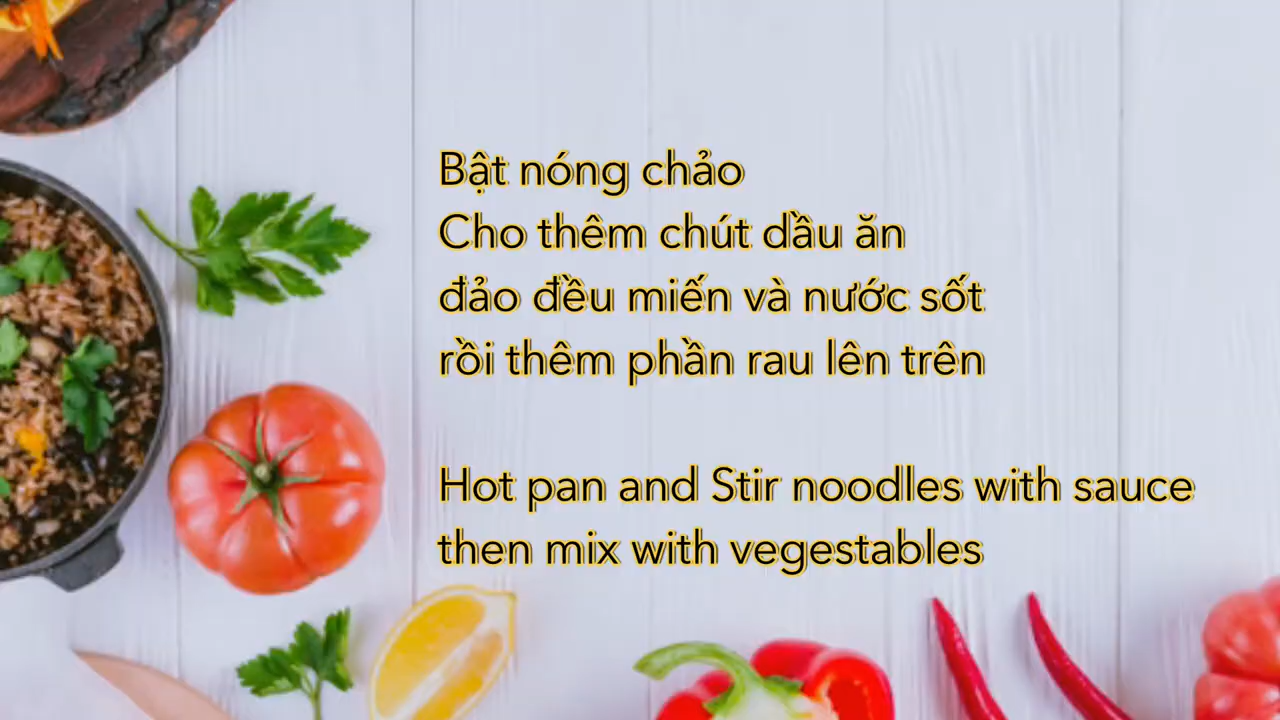 Bật nóng chảo
Cho thêm chút dầu ăn
đảo đều miến và nước sốt
rồi thêm phần rau lên trên
Hot pan and Stir noodles with sauce
then mix with vegestables